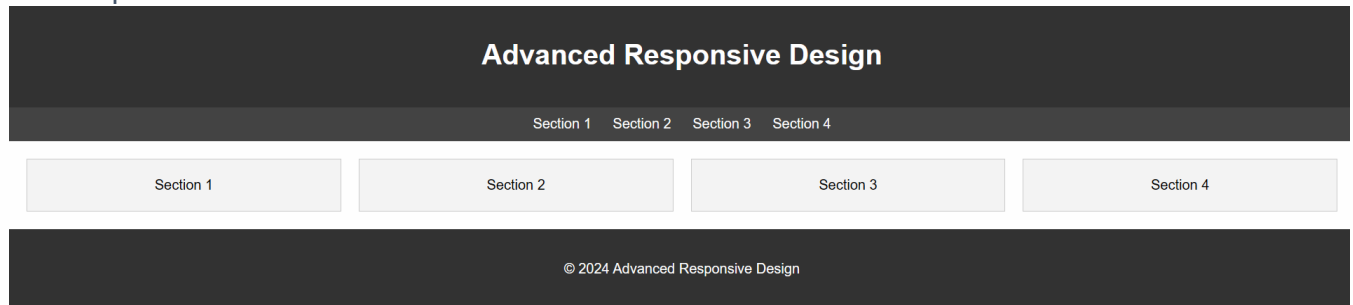 Advanced Responsive Design
Section 1 Section 2 Section 3 Section 4
Section 1 Section 2 Section 3 Section 4
© 2024 Advanced Responsive Design